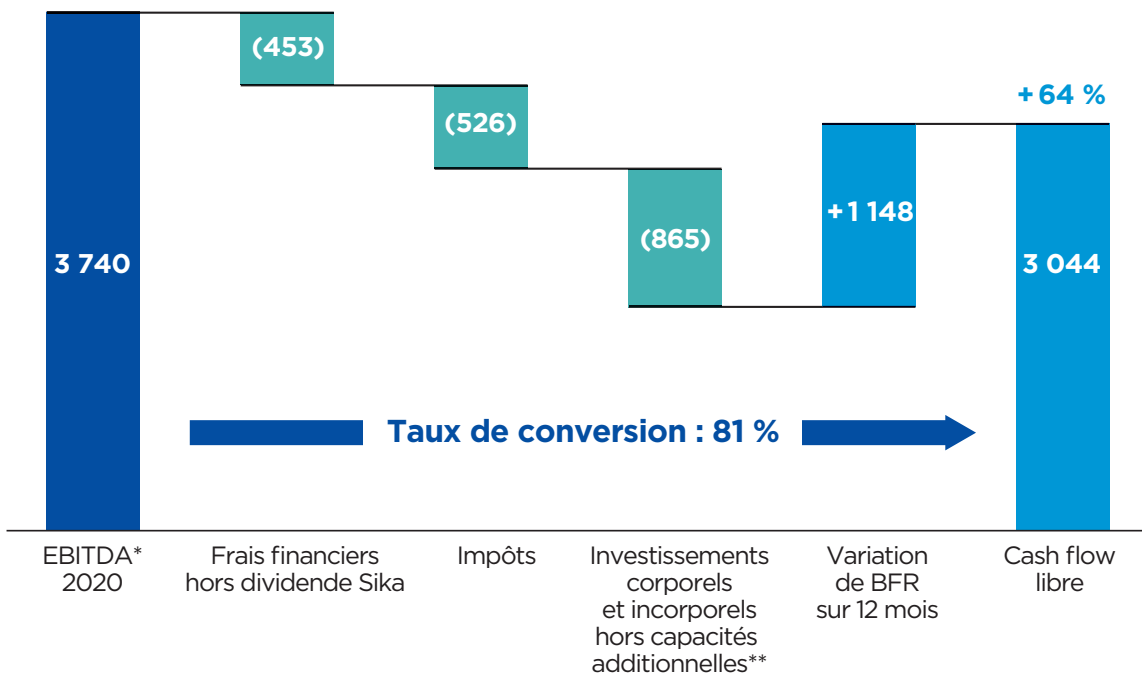 (453)
(526)
(865)
+1 148
+64 %
3 740
3 044
Taux de conversion : 81 %
EBITDA*
2020
Frais financiers
hors dividende Sika
Impôts
Investissements
corporels
et incorporels
hors capacités
additionnelles**
Variation
de BFR
sur 12 mois
Cash flow
libre